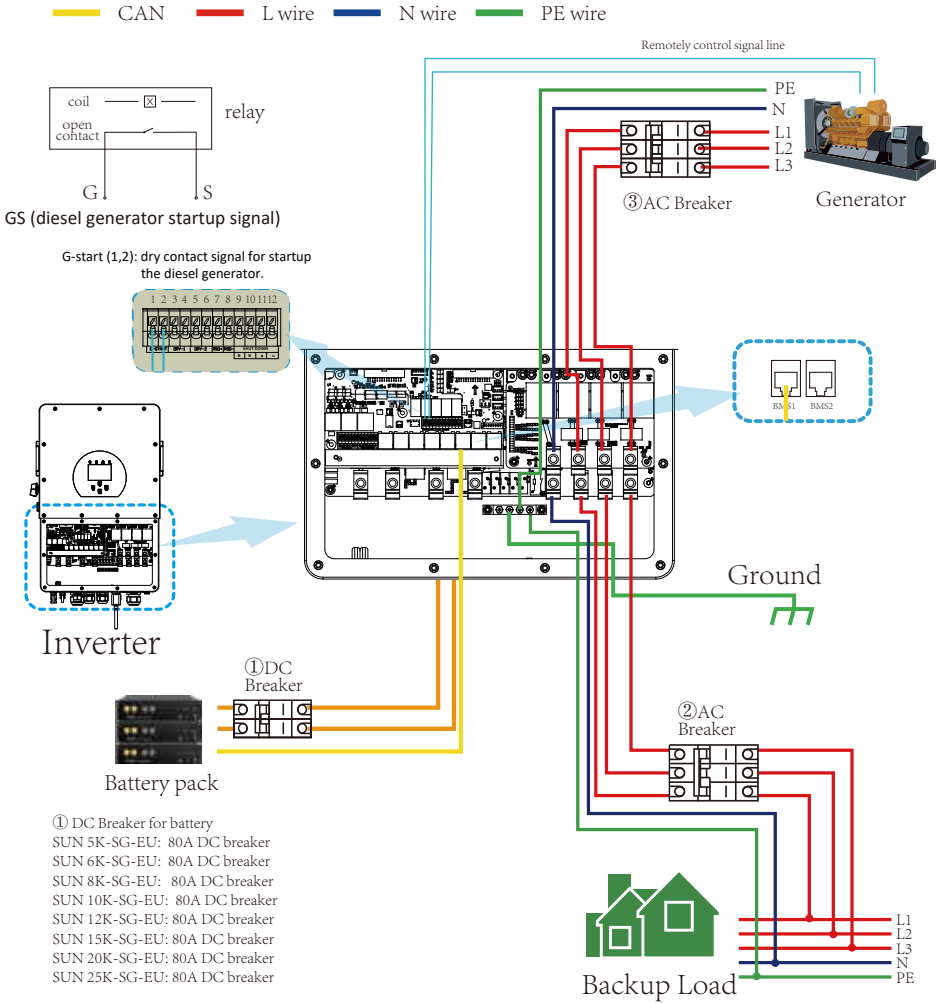 CAN L wire N wire PE wire
Remotely control signal line
coil
open
contact
relay
G S
GS (diesel generator startup signal)
PE
N
L1
L2
L3
③AC Breaker
Generator
G-start (1,2): dry contact signal for startup
the diesel generator.
1 2 3 4 5 6 7 8 9 10 11 12
BMS1 BMS2
Inverter
Ground
①DC
Breaker
②AC
Breaker
Battery pack
① DC Breaker for battery
SUN 5K-SG-EU: 80A DC breaker
SUN 6K-SG-EU: 80A DC breaker
SUN 8K-SG-EU: 80A DC breaker
SUN 10K-SG-EU: 80A DC breaker
SUN 12K-SG-EU: 80A DC breaker
SUN 15K-SG-EU: 80A DC breaker
SUN 20K-SG-EU: 80A DC breaker
SUN 25K-SG-EU: 80A DC breaker
Backup Load
L1
L2
L3
N
PE